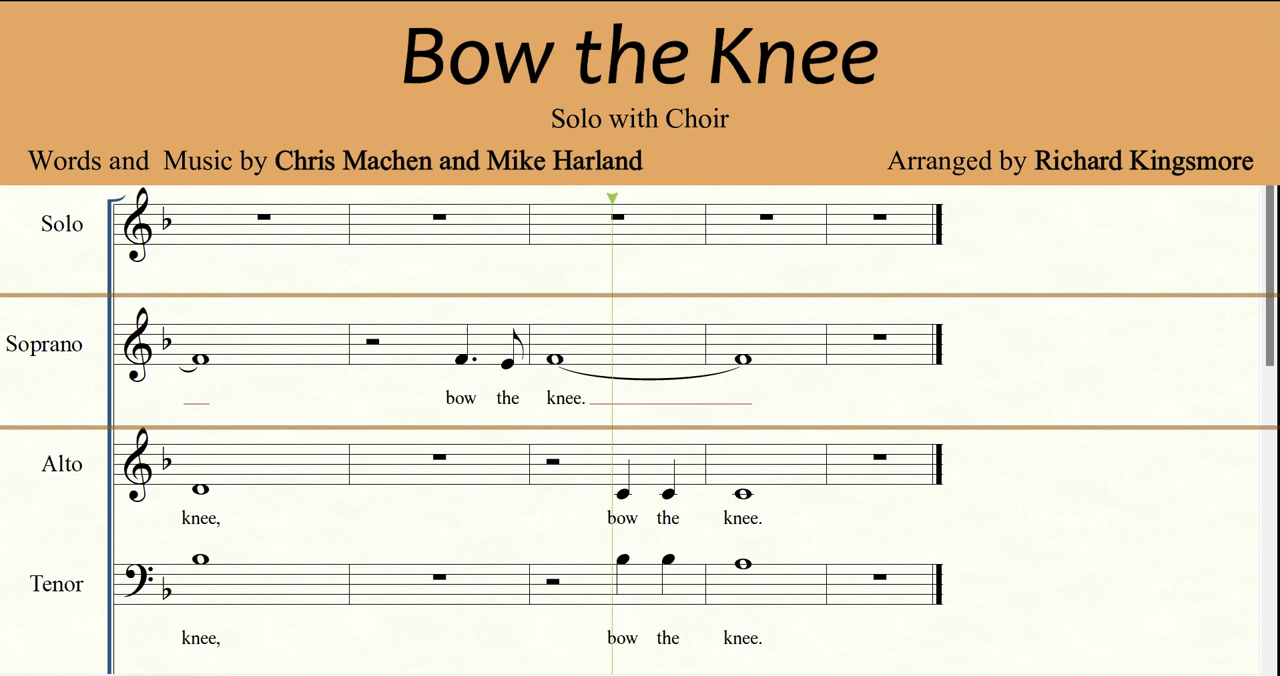 Bow the Knee
Solo with Choir
Words and Music by Chris Machen and Mike Harland
Arranged by Richard Kingsmore
Solo
Soprano
bow the knee.
Alto
knee, bow the knee.
Tenor
knee, bow the knee.